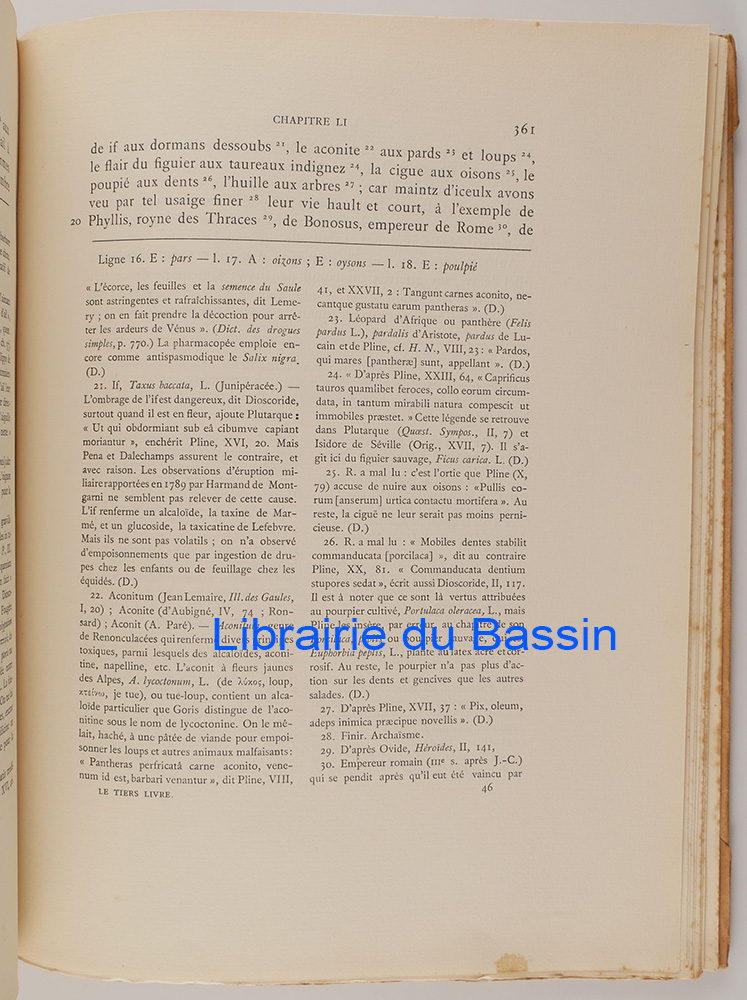 CHAPITRE LI
361
de if aux dormans dessoubs 21, le aconite 22 aux pards 23 et loups 24,
le flair du figuier aux taureaux indignez 24, la cigue aux oisons 25, le
poupié aux dents 26, l'huille aux arbres 27 ; car maintz d'iceulx avons
veu par tel usaige finer 28 leur vie hault et court, à l'exemple de
20 Phyllis, royne des Thraces 29, de Bonosus, empereur de Rome 30, de
Ligne 16. E : pars — l. 17. A : oizons ; E : oysons — l. 18. E : poulpié
« L'écorce, les feuilles et la semence du Saule
sont astringentes et rafraîchissantes, dit Leme-
ry ; on en fait prendre la décoction pour arrê-
ter les ardeurs de Vénus ». (Dict. des drogues
simples, p. 770.) La pharmacopée emploie en-
core comme antispasmodique le Salix nigra.
(D.)
21. If, Taxus baccata, L. (Junipéracée.) —
L'ombrage de l'if est dangereux, dit Dioscoride,
surtout quand il est en fleur, ajoute Plutarque :
« Ut qui obdormiant sub eâ cibumve capiant
moriantur », enchérit Pline, XVI, 20. Mais
Pena et Dalechamps assurent le contraire, et
avec raison. Les observations d'éruption mi-
liaire rapportées en 1789 par Harmand de Mont-
garni ne semblent pas relever de cette cause.
L'if renferme un alcaloïde, la taxine de Mar-
mé, et un glucoside, la taxicatine de Lefebvre.
Mais ils ne sont pas volatils ; on n'a observé
d'empoisonnements que par ingestion de dru-
pes chez les enfants ou de feuillage chez les
équidés. (D.)
22. Aconitum (Jean Lemaire, Ill. des Gaules,
I, 20) ; Aconite (d'Aubigné, IV, 74 ; Ron-
sard) ; Aconit (A. Paré). — Aconitum, genre
de Renonculacées qui renferme divers principes
toxiques, parmi lesquels des alcaloïdes, aconi-
tine, napelline, etc. L'aconit à fleurs jaunes
des Alpes, A. lycoctonum, L. (de λύκος, loup,
κτείνω, je tue), ou tue-loup, contient un alca-
loïde particulier que Goris distingue de l'aco-
nitine sous le nom de lycoctonine. On le mê-
lait, haché, à une pâtée de viande pour empoi-
sonner les loups et autres animaux malfaisants :
« Pantheras perfricatâ carne aconito, vene-
num id est, barbari venantur », dit Pline, VIII,
LE TIERS LIVRE.
41, et XXVII, 2 : Tangunt carnes aconito, ne-
cantque gustatu earum pantheras ». (D.)
23. Léopard d'Afrique ou panthère (Felis
pardus L.), pardalis d'Aristote, pardus de Lu-
cain et de Pline, cf. H. N., VIII, 23 : « Pardos,
qui mares [pantheræ] sunt, appellant ». (D.)
24. « D'après Pline, XXIII, 64, « Caprificus
tauros quamlibet feroces, collo eorum circum-
data, in tantum mirabili natura compescit ut
immobiles præstet. » Cette légende se retrouve
dans Plutarque (Quæst. Sympos., II, 7) et
Isidore de Séville (Orig., XVII, 7). Il s'a-
git ici du figuier sauvage, Ficus carica. L. (D.)
25. R. a mal lu : c'est l'ortie que Pline (X,
79) accuse de nuire aux oisons : «Pullis eo-
rum [anserum] urtica contactu mortifera ». Au
reste, la ciguë ne leur serait pas moins perni-
cieuse. (D.)
26. R. a mal lu : « Mobiles dentes stabilit
commanducata [porcilaca] », dit au contraire
Pline, XX, 81. « Commanducata dentium
stupores sedat », écrit aussi Dioscoride, II, 117.
Il est à noter que ce sont là vertus attribuées
au pourpier cultivé, Portulaca oleracea, L., mais
Pline les insère, par erreur, au chapitre de son
Porcilaca, ou pourpier sauvage,
Euphorbia peplis, L., plante au latex âcre et cor-
rosif. Au reste, le pourpier n'a pas plus d'ac-
tion sur les dents et gencives que les autres
salades. (D.)
27. D'après Pline, XVII, 37 : « Pix, oleum,
adeps inimica præcipue novellis ». (D.)
28. Finir. Archaïsme.
29. D'après Ovide, Héroïdes, II, 141,
30. Empereur romain (IIIe s. après J.-C.)
qui se pendit après qu'il eut été vaincu par
46
Librairie du Bassin